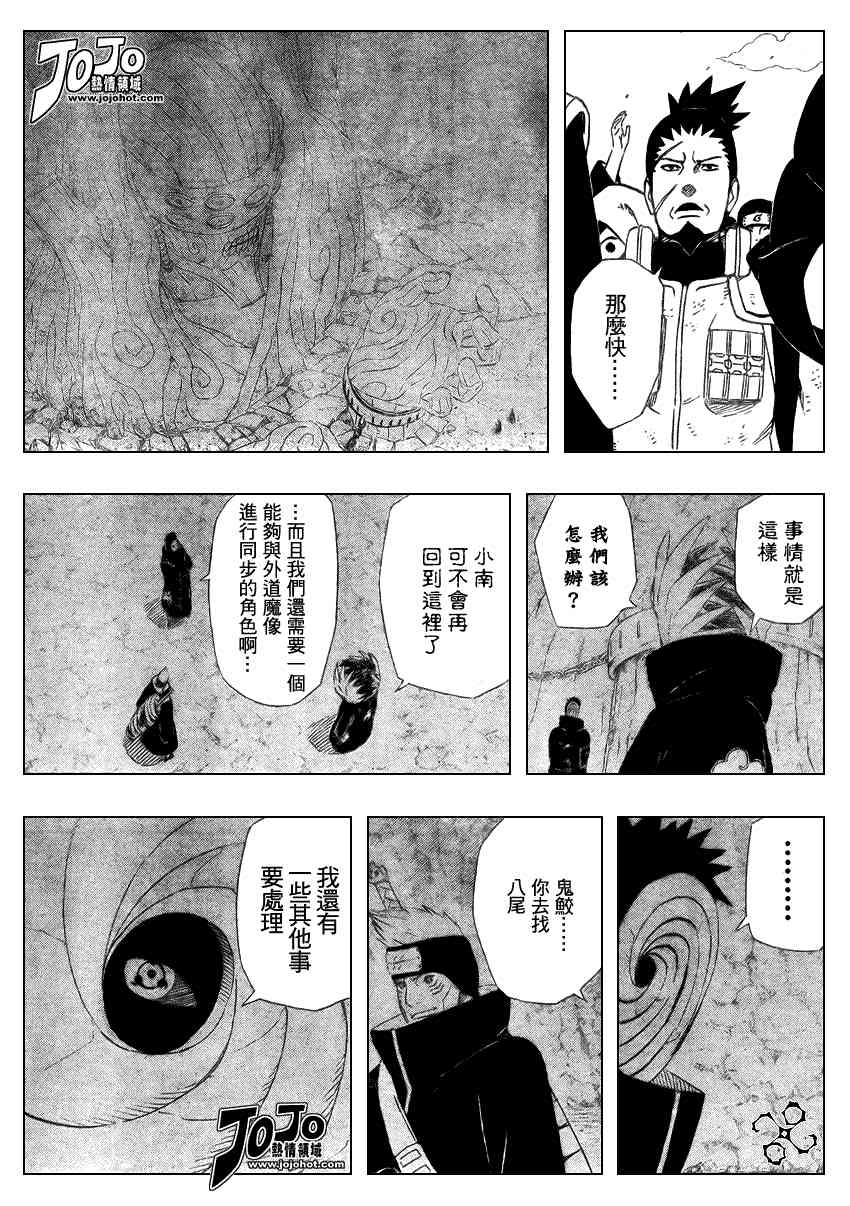 JOJO
熱情領域
www.jojohot.com
那麼快……
事情就是
這樣
我們該
怎麼辦？
小南
可不會再
回到這裡了
…而且我們還需要一個
能夠與外道魔像
進行同步的角色啊…
………
鬼鮫……
你去找
八尾
我還有
一些其他事
要處理
JOJO
熱情領域
www.jojohot.com